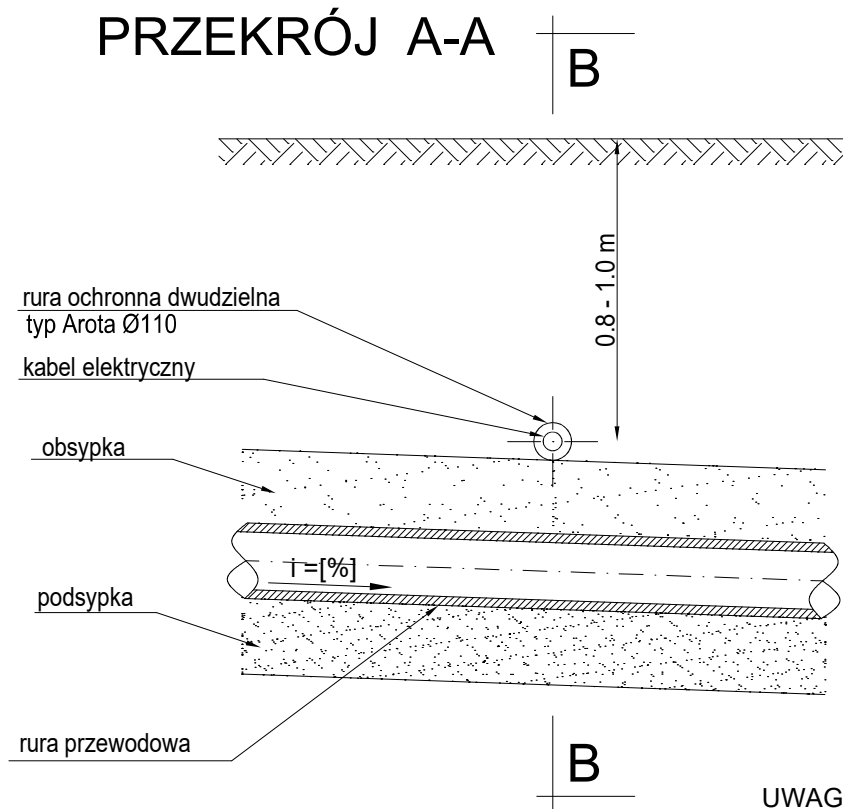 PRZEKRÓJ A-A
B
0.8 - 1.0 m
rura ochronna dwudzielna
typ Arota Ø110
kabel elektryczny
obsypka
i =[%]
podsypka
rura przewodowa
B
UWAG